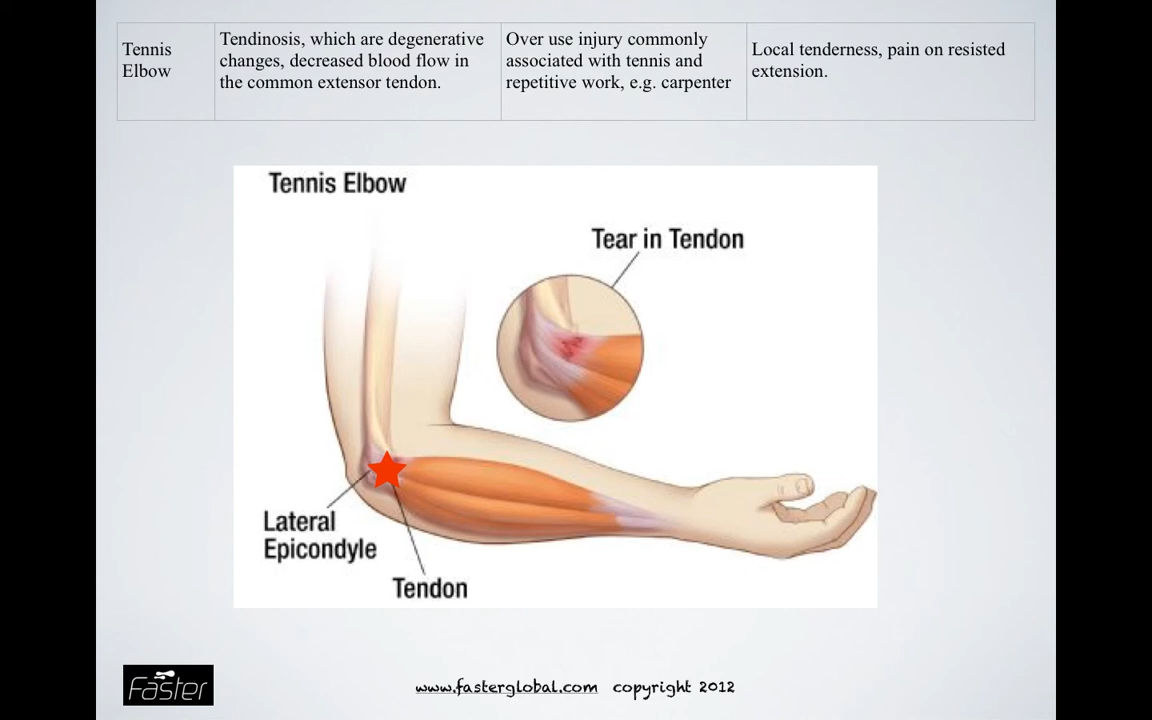 Tennis
Elbow
Tendinosis, which are degenerative
changes, decreased blood flow in
the common extensor tendon.
Over use injury commonly
associated with tennis and
repetitive work, e.g. carpenter
Local tenderness, pain on resisted
extension.
Tennis Elbow
Tear in Tendon
Lateral
Epicondyle
Tendon
Faster
www.fasterglobal.com copyright 2012